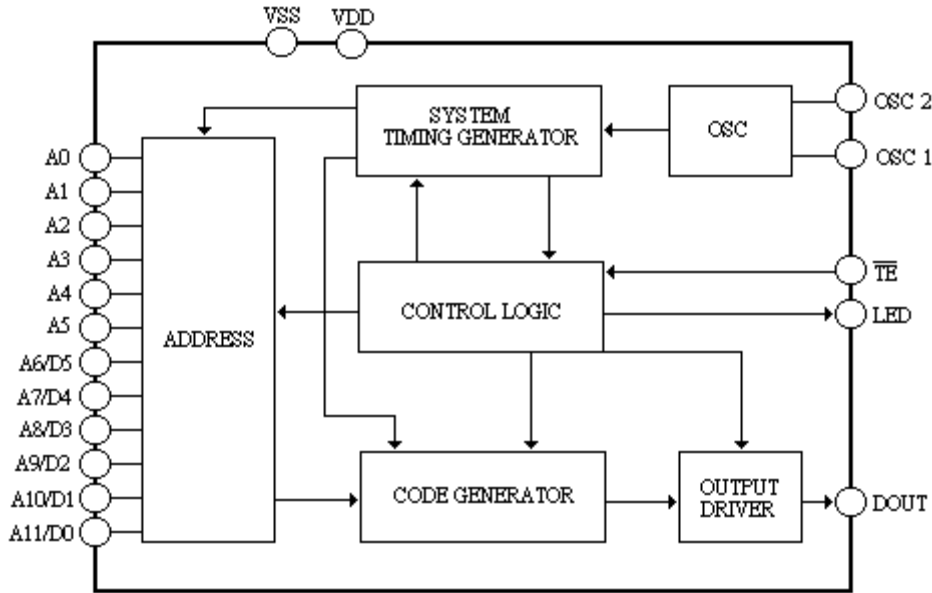 VSS
VDD
SYSTEM
TIMING GENERATOR
OSC
OSC 2
OSC 1
A0
A1
A2
A3
A4
A5
A6/D5
A7/D4
A8/D3
A9/D2
A10/D1
A11/D0
ADDRESS
CONTROL LOGIC
T̅E̅
LED
CODE GENERATOR
OUTPUT
DRIVER
DOUT